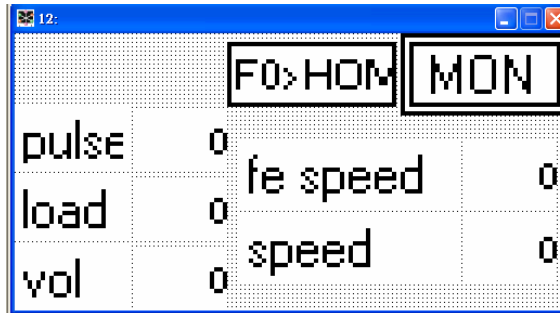 12:
F0>HOM MON
pulse 0
fe speed 0
load 0
speed 0
vol 0